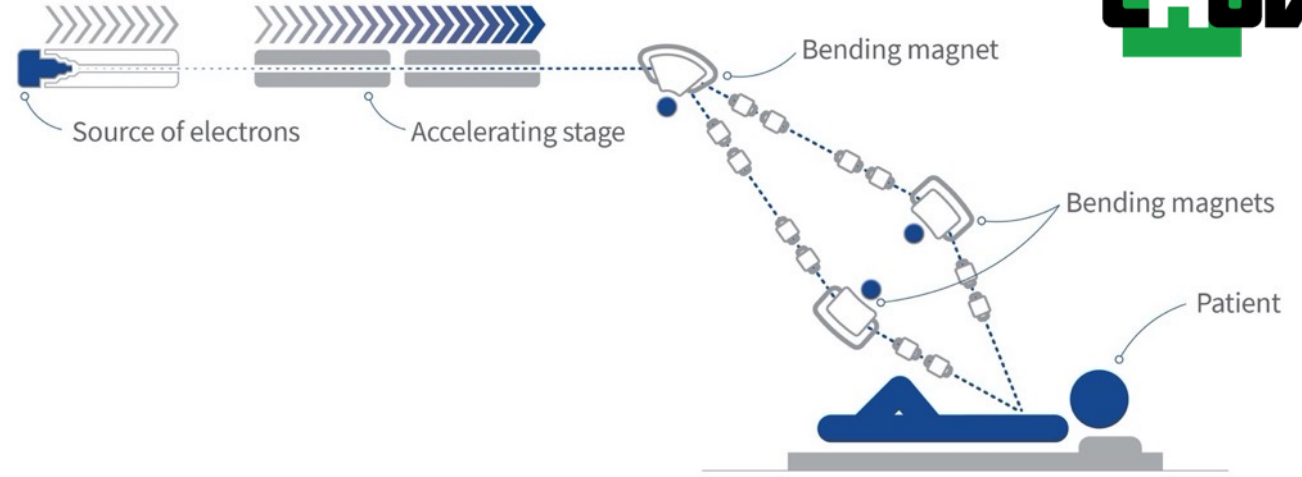 Bending magnet
Source of electrons
Accelerating stage
Bending magnets
Patient